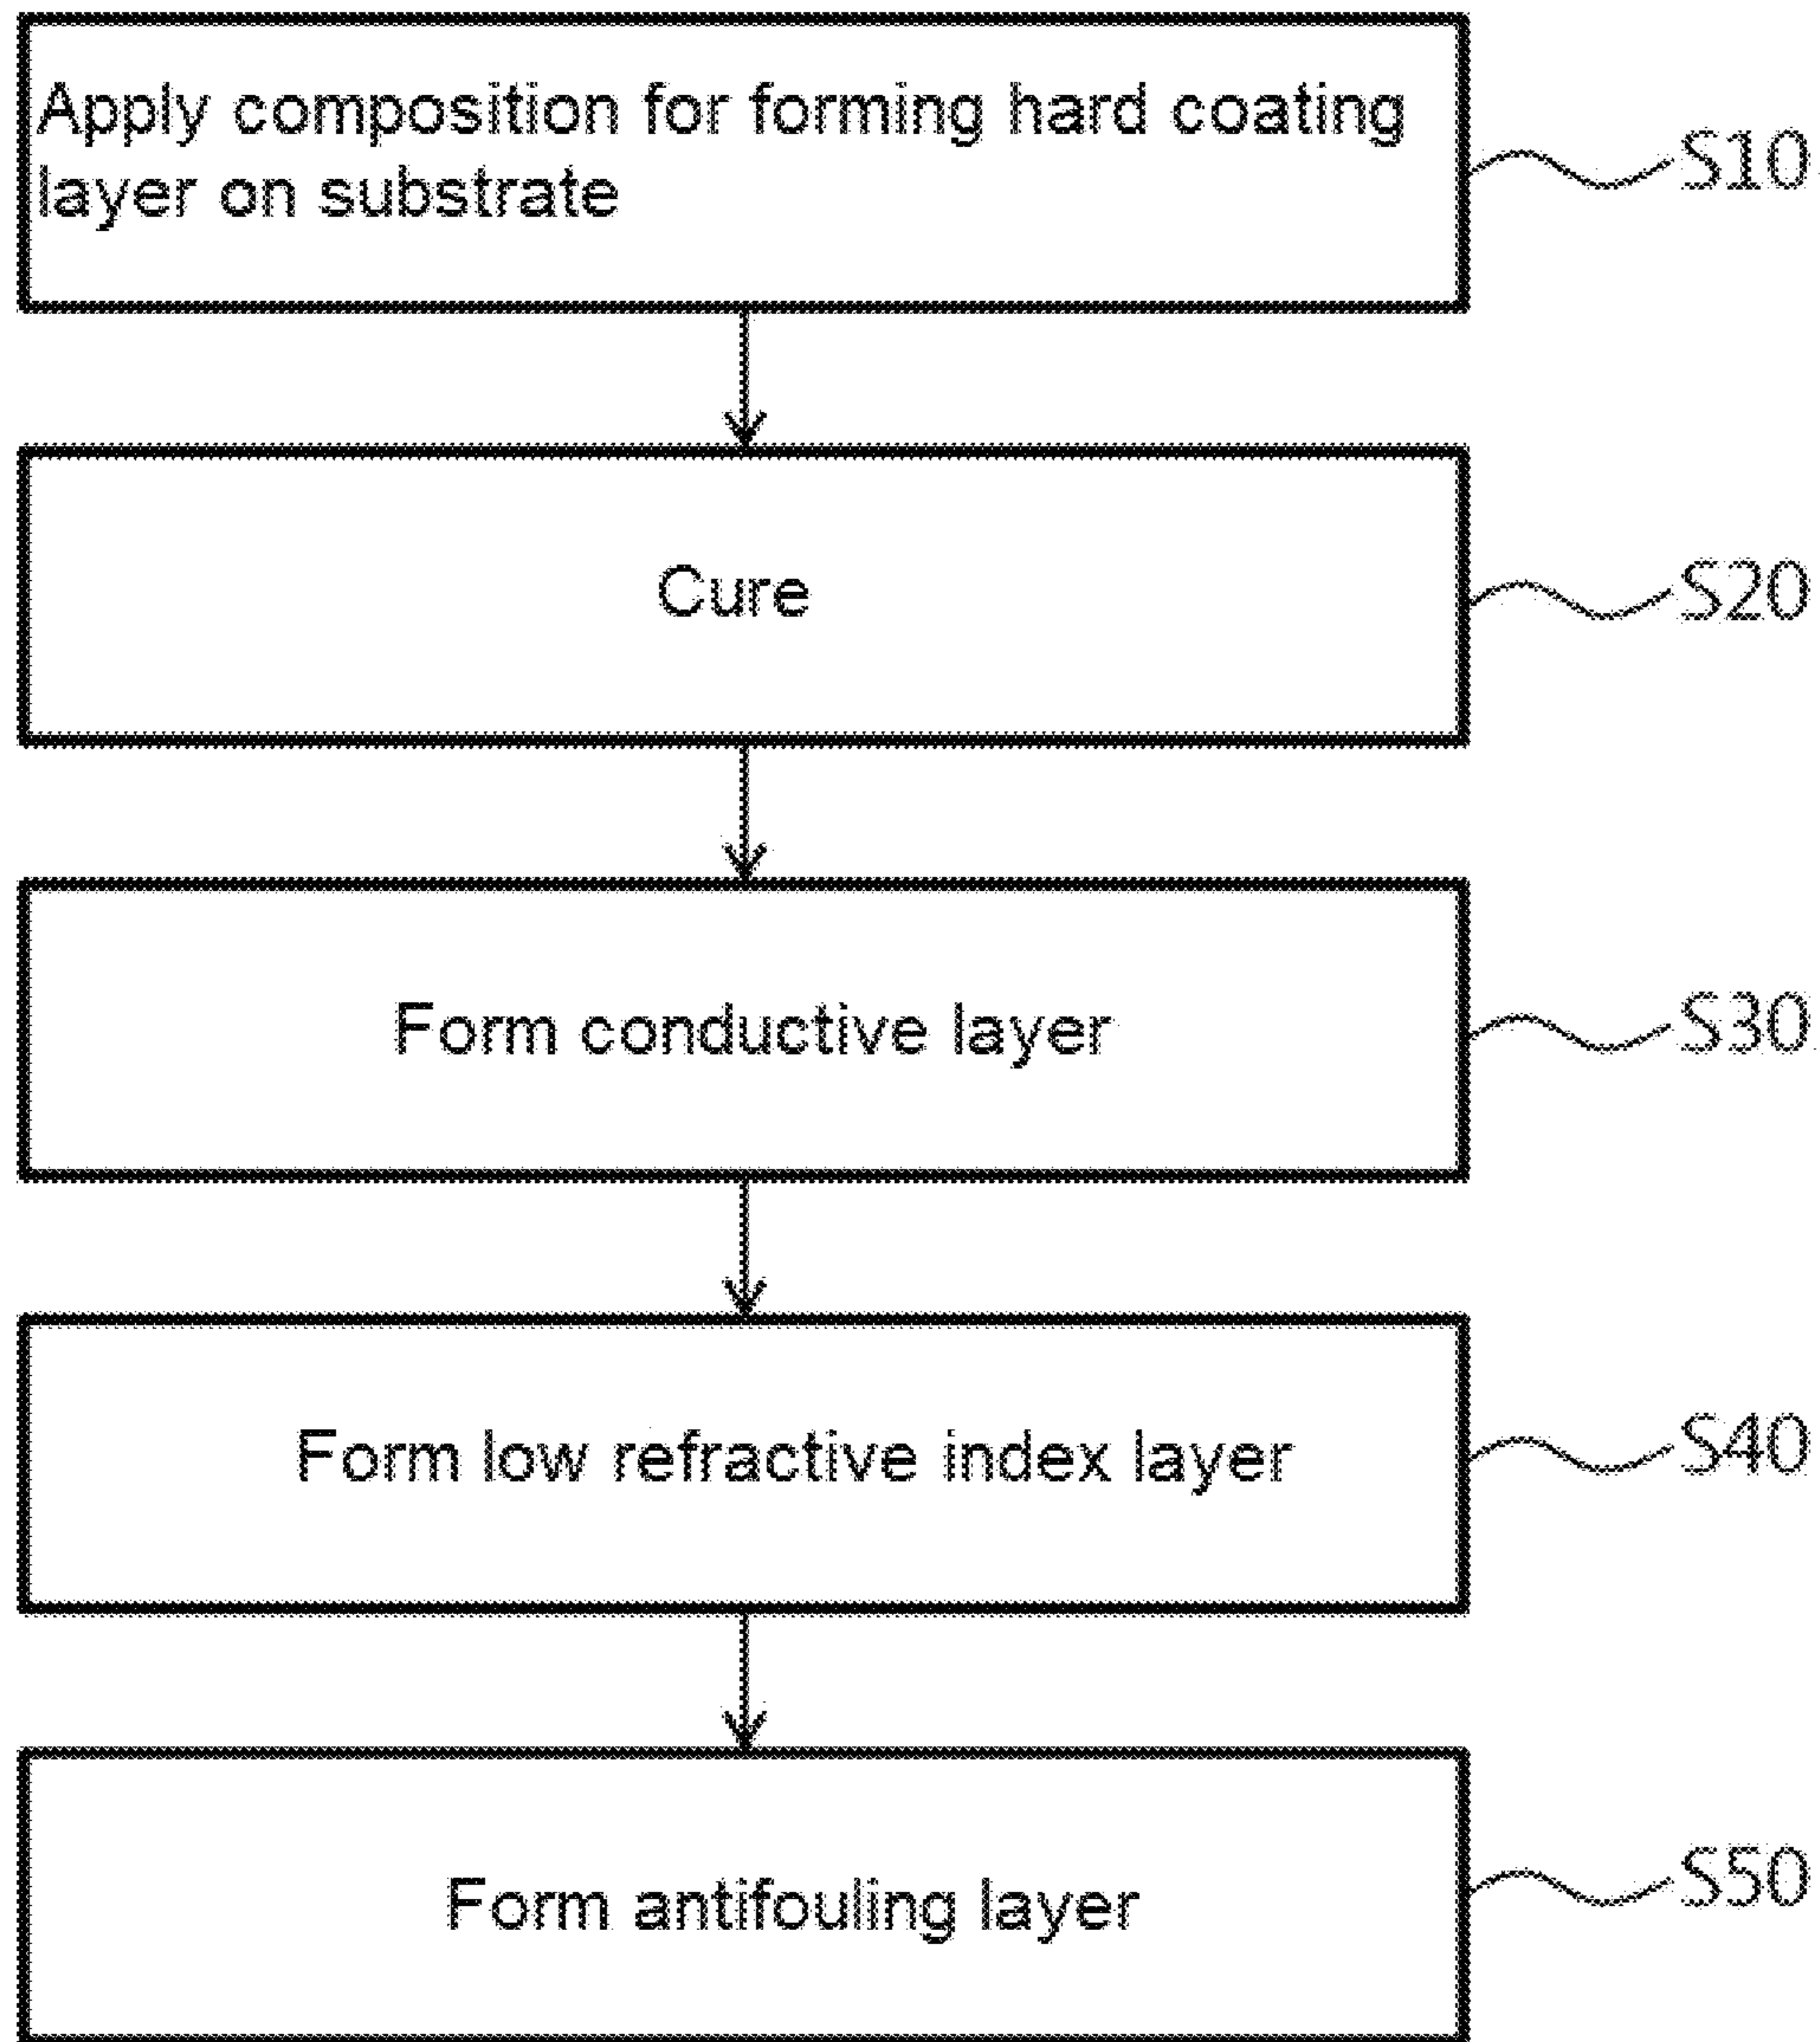 Apply composition for forming hard coating
layer on substrate
S10
Cure
S20
Form conductive layer
S30
Form low refractive index layer
S40
Form antifouling layer
S50